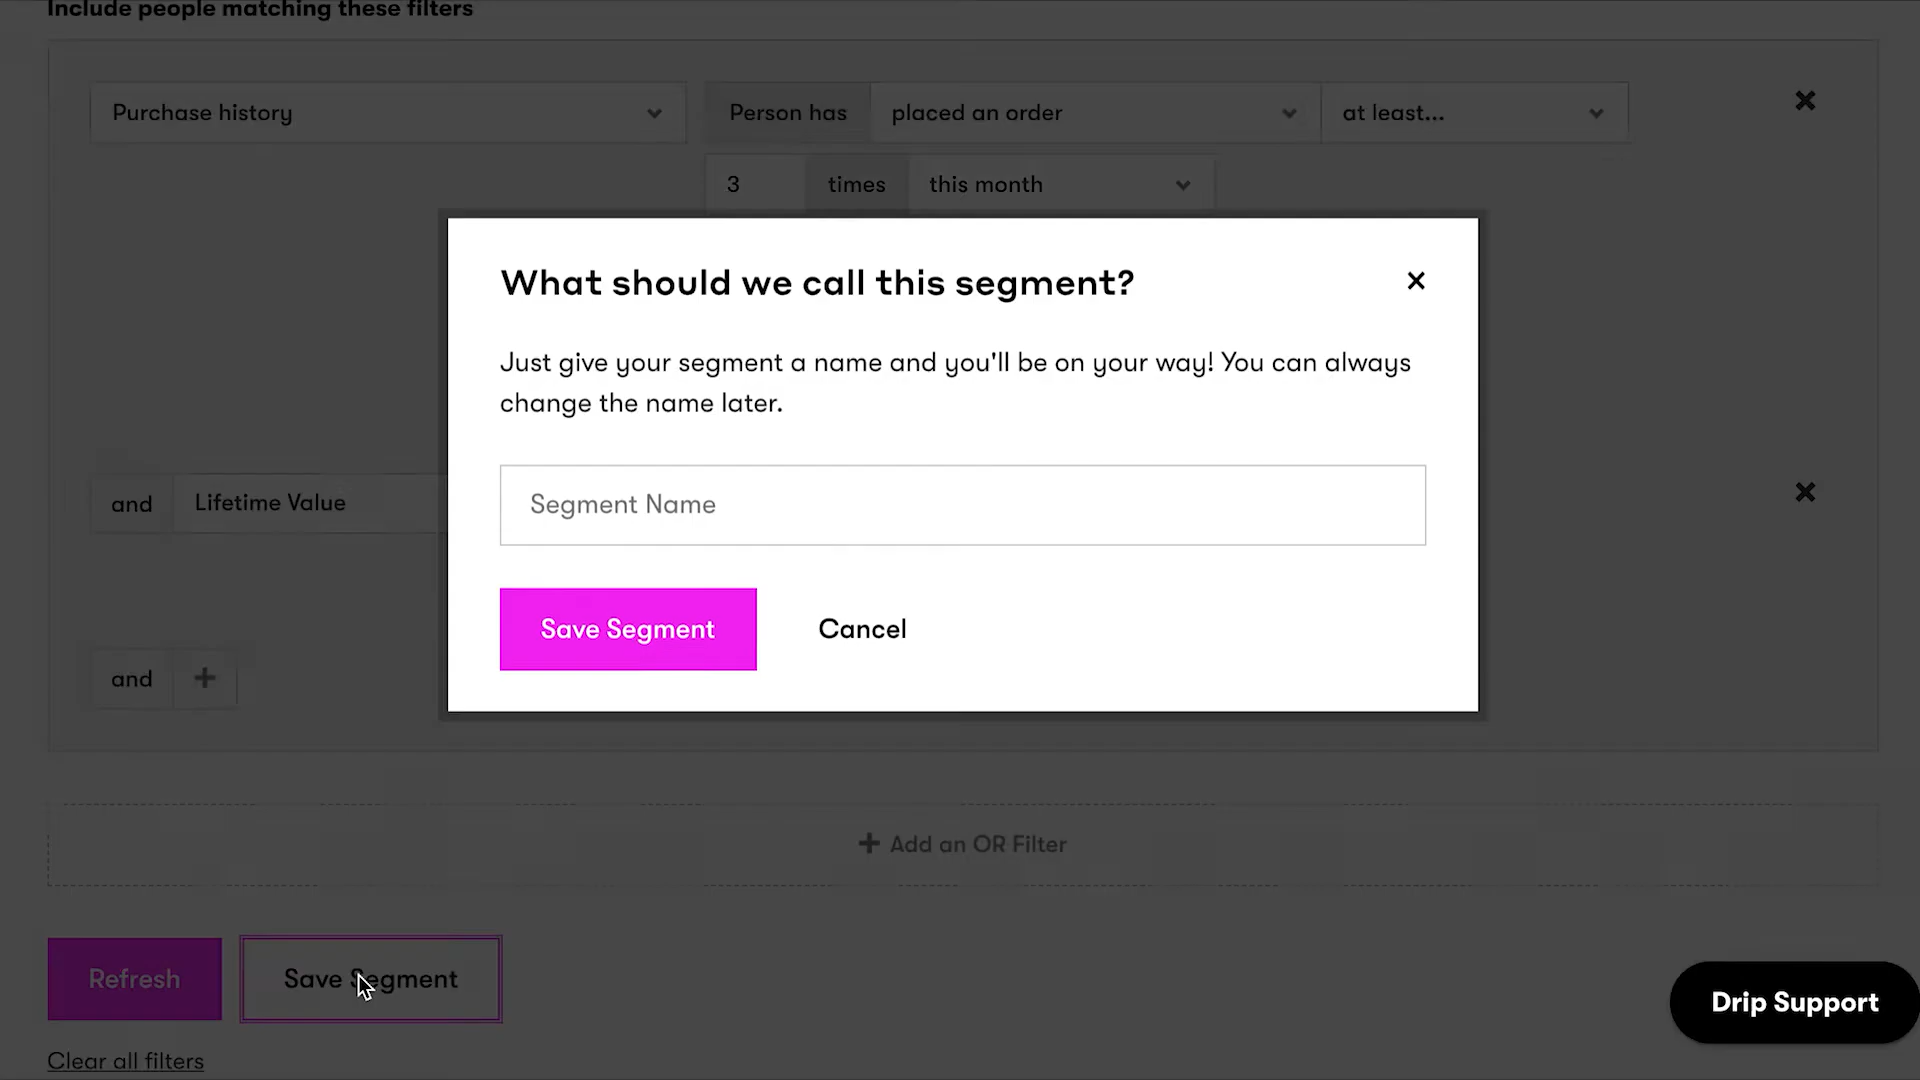 Include people matching these filters
Purchase history
Person has placed an order at least...
3 times this month
What should we call this segment?
Just give your segment a name and you'll be on your way! You can always
change the name later.
and Lifetime Value
Segment Name
Save Segment Cancel
and
Add an OR Filter
Refresh Save Segment
Drip Support
Clear all filters